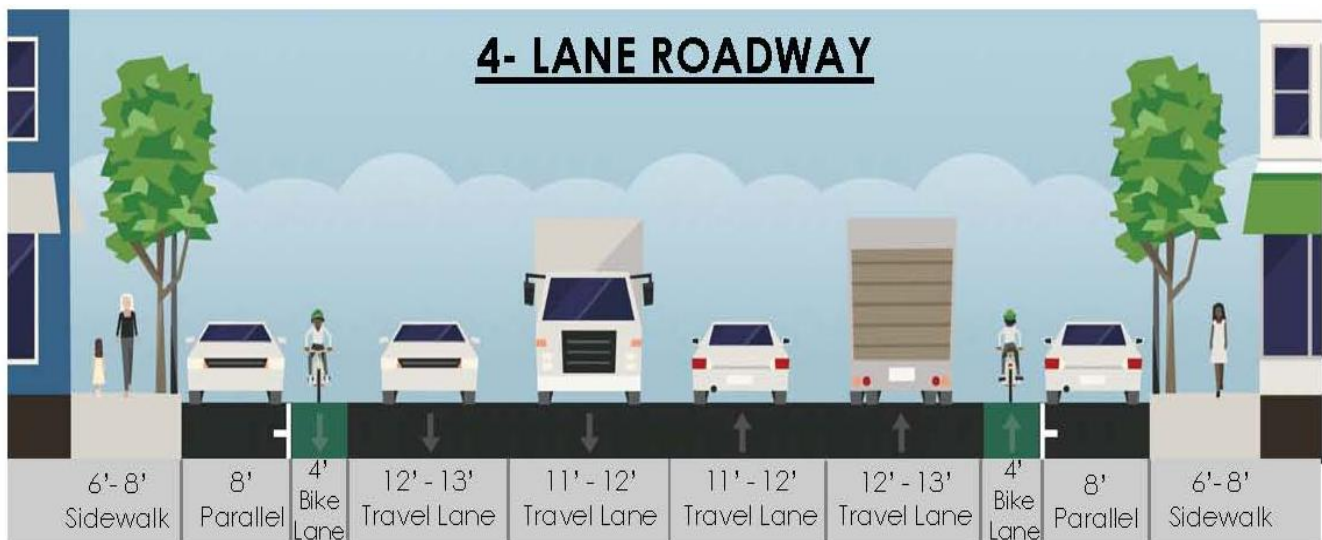 4- LANE ROADWAY
6'- 8'
Sidewalk
8'
Parallel
4'
Bike
Lane
12' - 13'
Travel Lane
11' - 12'
Travel Lane
11' - 12'
Travel Lane
12' - 13'
Travel Lane
4'
Bike
Lane
8'
Parallel
6'- 8'
Sidewalk